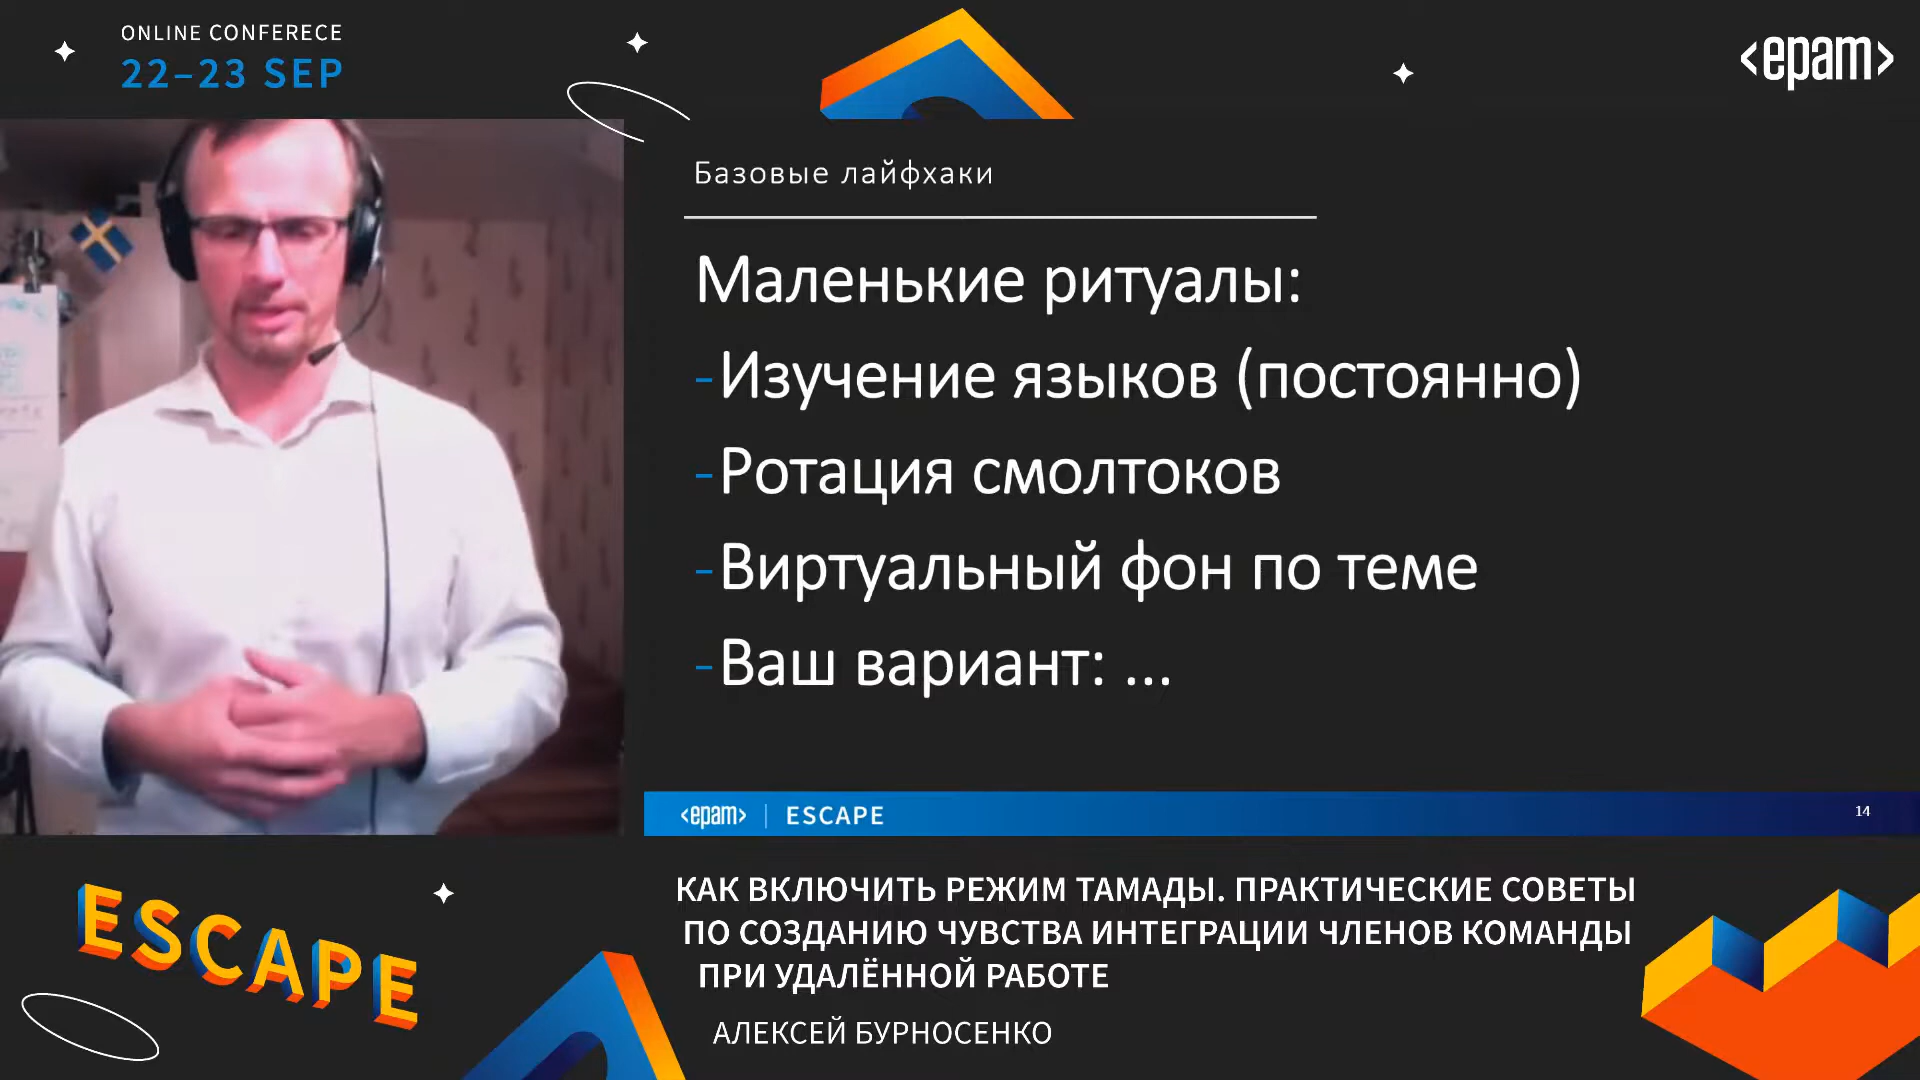 ONLINE CONFERECE
22–23 SEP
<epam>
Базовые лайфхаки
Маленькие ритуалы:
-Изучение языков (постоянно)
-Ротация смолтоков
-Виртуальный фон по теме
-Ваш вариант: ...
<epam> | ESCAPE
14
ESCAPE
КАК ВКЛЮЧИТЬ РЕЖИМ ТАМАДЫ. ПРАКТИЧЕСКИЕ СОВЕТЫ
ПО СОЗДАНИЮ ЧУВСТВА ИНТЕГРАЦИИ ЧЛЕНОВ КОМАНДЫ
ПРИ УДАЛЁННОЙ РАБОТЕ
АЛЕКСЕЙ БУРНОСЕНКО